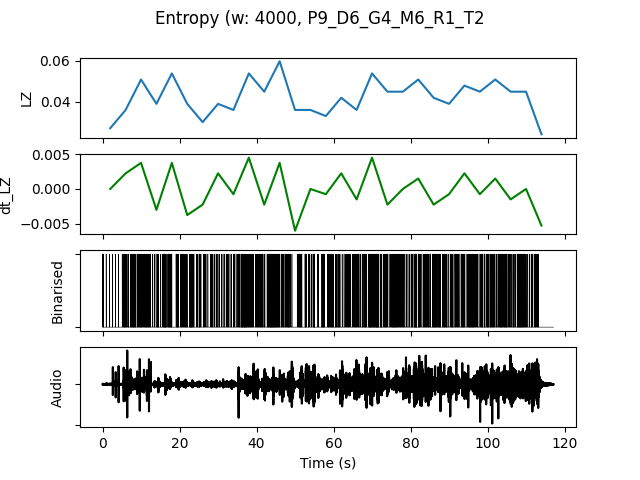 Entropy (w: 4000, P9_D6_G4_M6_R1_T2
0.06
0.04
LZ
0.005
0.000
−0.005
dt_LZ
Binarised
Audio
0 20 40 60 80 100 120
Time (s)